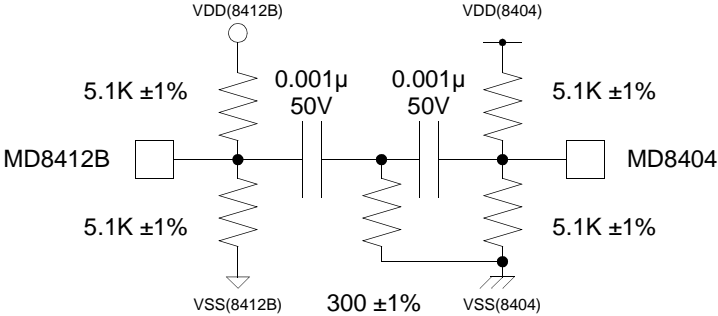 VDD(8412B)
VDD(8404)
5.1K ±1%
0.001µ
50V
0.001µ
50V
5.1K ±1%
MD8412B
MD8404
5.1K ±1%
5.1K ±1%
VSS(8412B)
300 ±1%
VSS(8404)